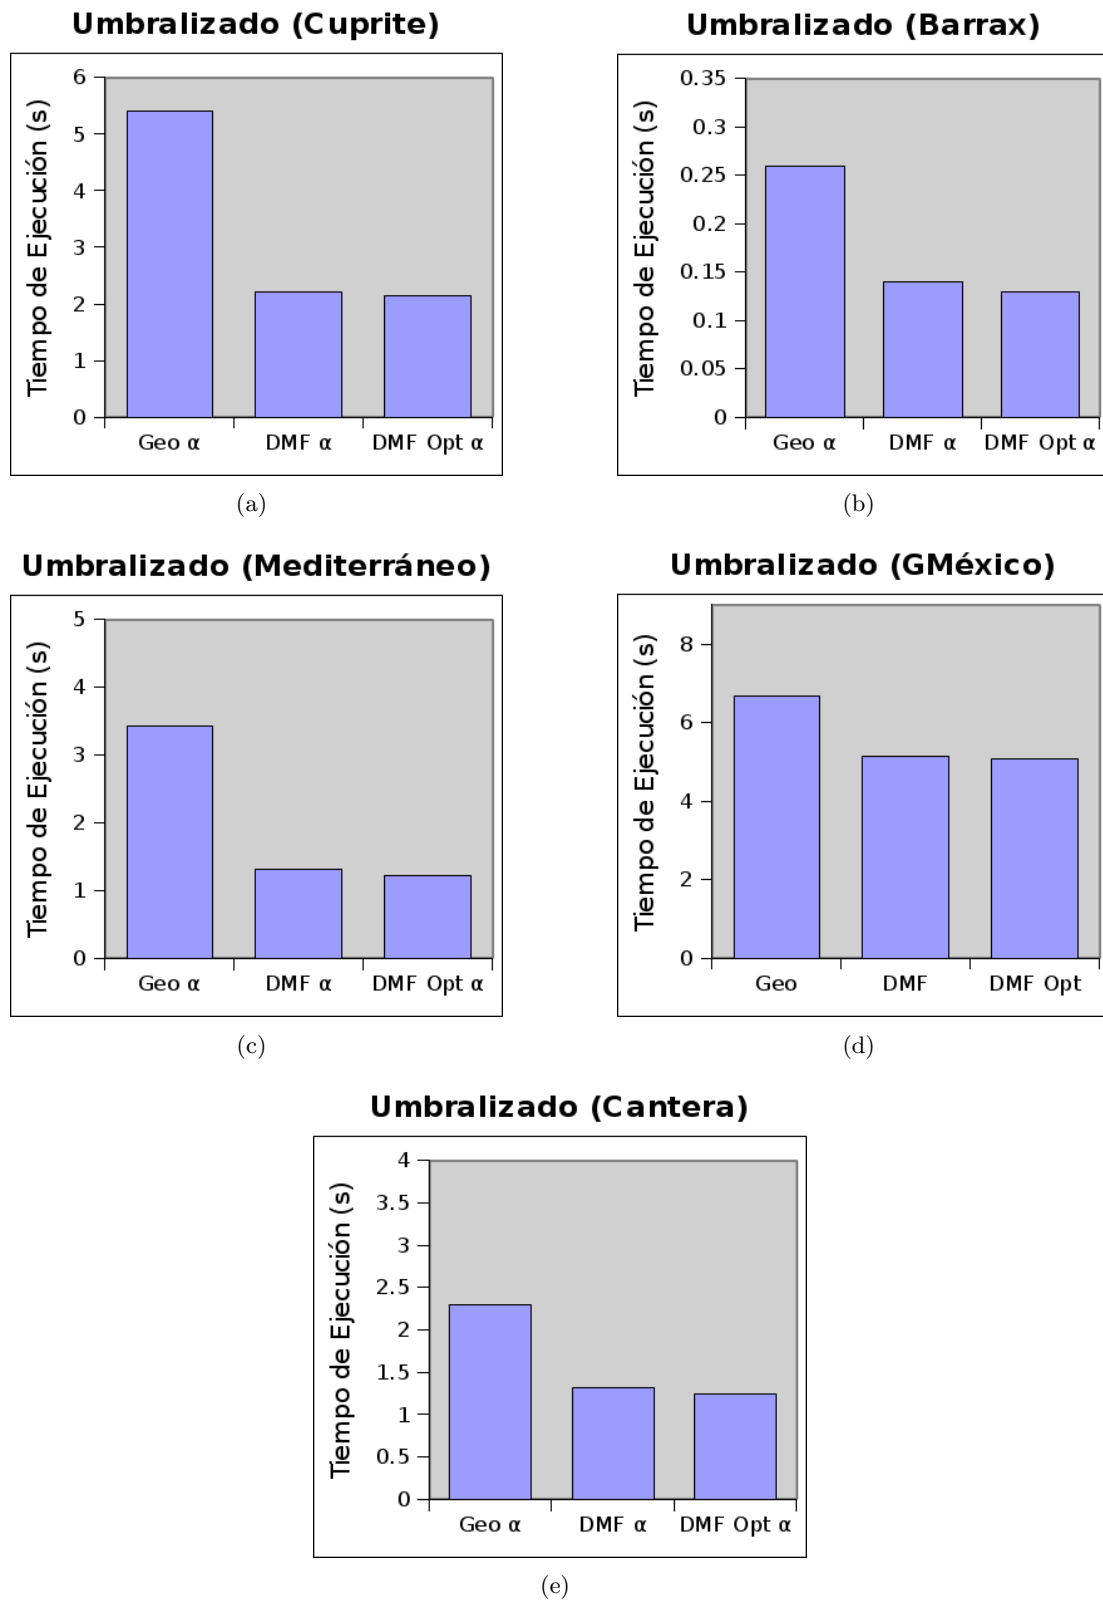 Umbralizado (Cuprite)
Tiempo de Ejecución (s)
6
5
4
3
2
1
0
Geo α DMF α DMF Opt α
(a)
Umbralizado (Barrax)
Tiempo de Ejecución (s)
0.35
0.3
0.25
0.2
0.15
0.1
0.05
0
Geo α DMF α DMF Opt α
(b)
Umbralizado (Mediterráneo)
Tiempo de Ejecución (s)
5
4
3
2
1
0
Geo α DMF α DMF Opt α
(c)
Umbralizado (GMéxico)
Tiempo de Ejecución (s)
8
6
4
2
0
Geo DMF DMF Opt
(d)
Umbralizado (Cantera)
Tiempo de Ejecución (s)
4
3.5
3
2.5
2
1.5
1
0.5
0
Geo α DMF α DMF Opt α
(e)